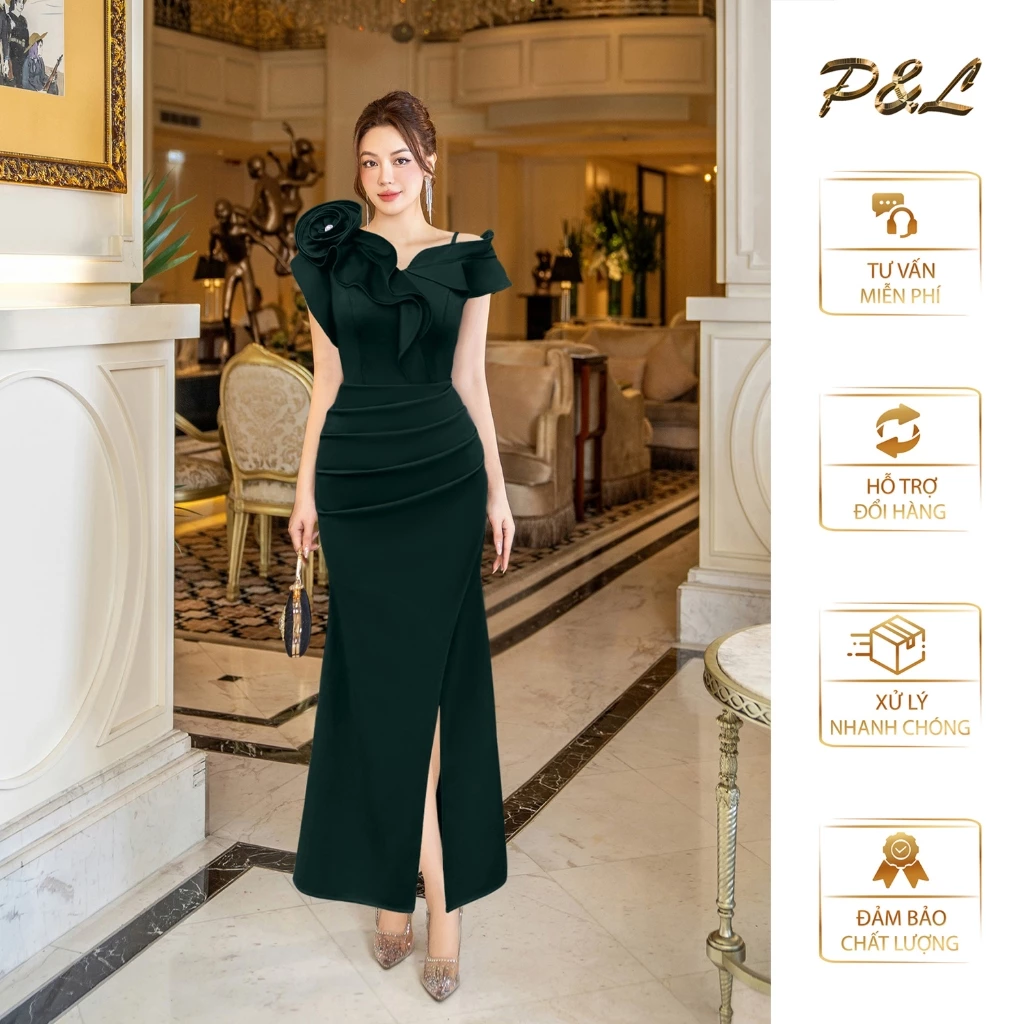 P&L
TƯ VẤN
MIỄN PHÍ
HỖ TRỢ
ĐỔI HÀNG
XỬ LÝ
NHANH CHÓNG
ĐẢM BẢO
CHẤT LƯỢNG